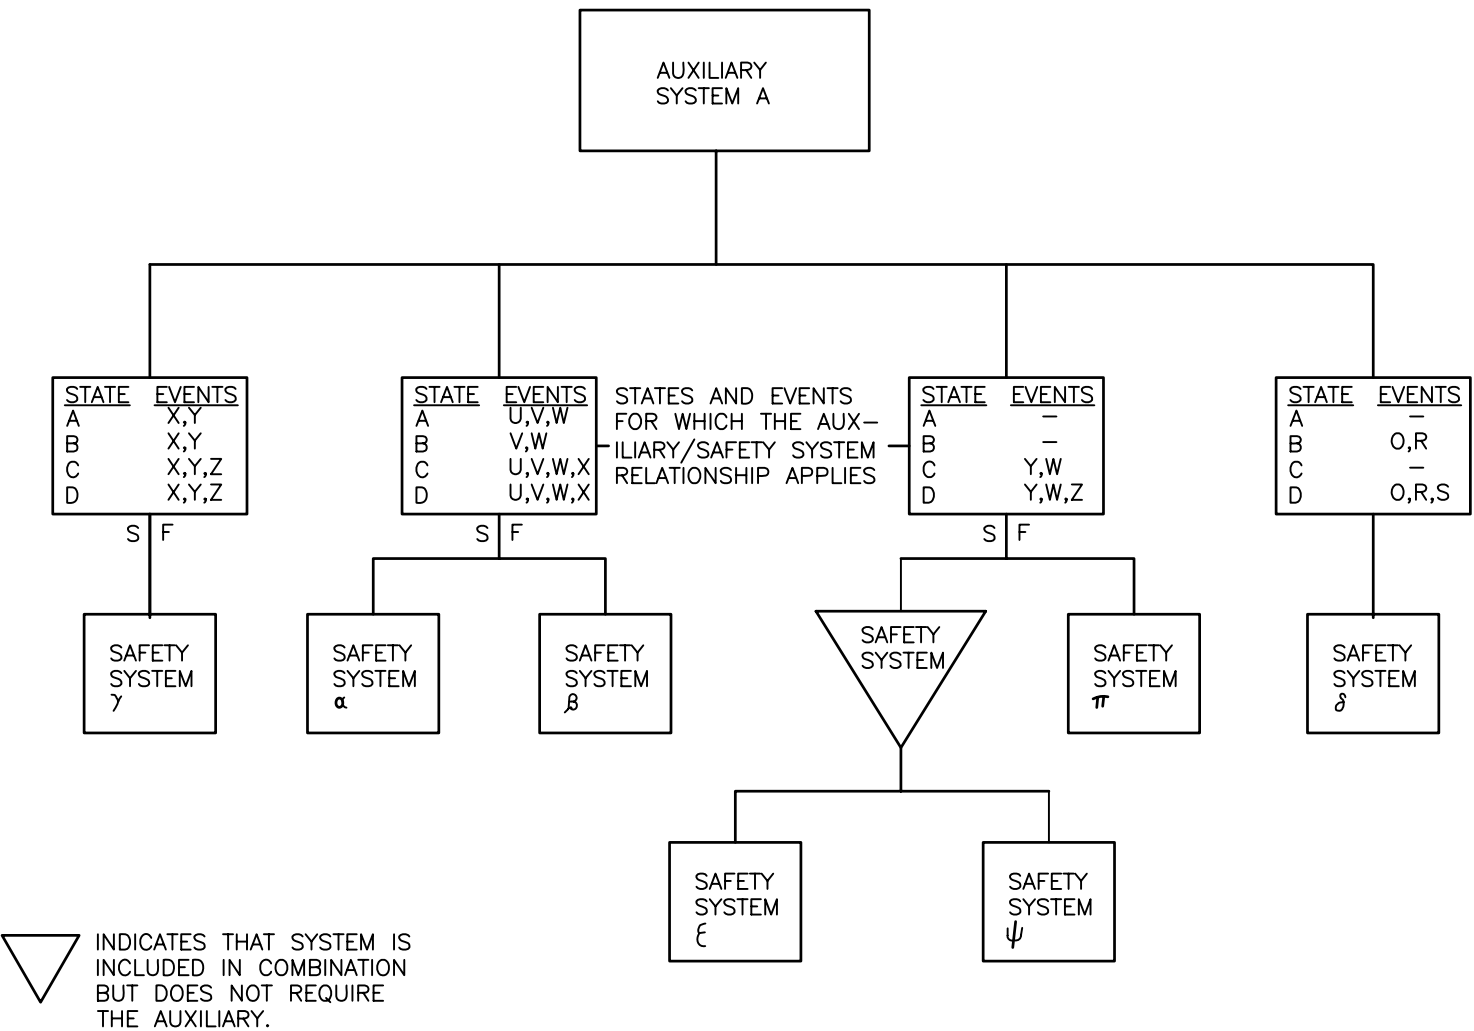 AUXILIARY
SYSTEM A
STATE EVENTS
A X,Y
B X,Y
C X,Y,Z
D X,Y,Z
STATE EVENTS
A U,V,W
B V,W
C U,V,W,X
D U,V,W,X
STATES AND EVENTS
FOR WHICH THE AUX-
ILIARY/SAFETY SYSTEM
RELATIONSHIP APPLIES
STATE EVENTS
A –
B –
C Y,W
D Y,W,Z
STATE EVENTS
A –
B O,R
C –
D O,R,S
S F
S F
S F
SAFETY
SYSTEM
γ
SAFETY
SYSTEM
α
SAFETY
SYSTEM
β
SAFETY
SYSTEM
SAFETY
SYSTEM
π
SAFETY
SYSTEM
δ
SAFETY
SYSTEM
ξ
SAFETY
SYSTEM
ψ
INDICATES THAT SYSTEM IS
INCLUDED IN COMBINATION
BUT DOES NOT REQUIRE
THE AUXILIARY.